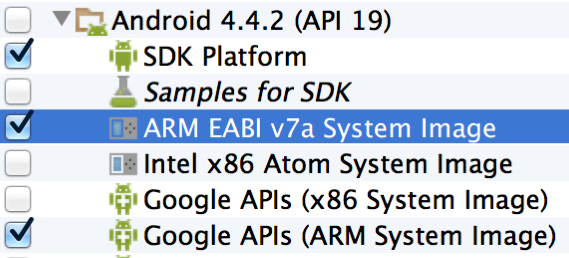 Android 4.4.2 (API 19)
SDK Platform
Samples for SDK
ARM EABI v7a System Image
Intel x86 Atom System Image
Google APIs (x86 System Image)
Google APIs (ARM System Image)